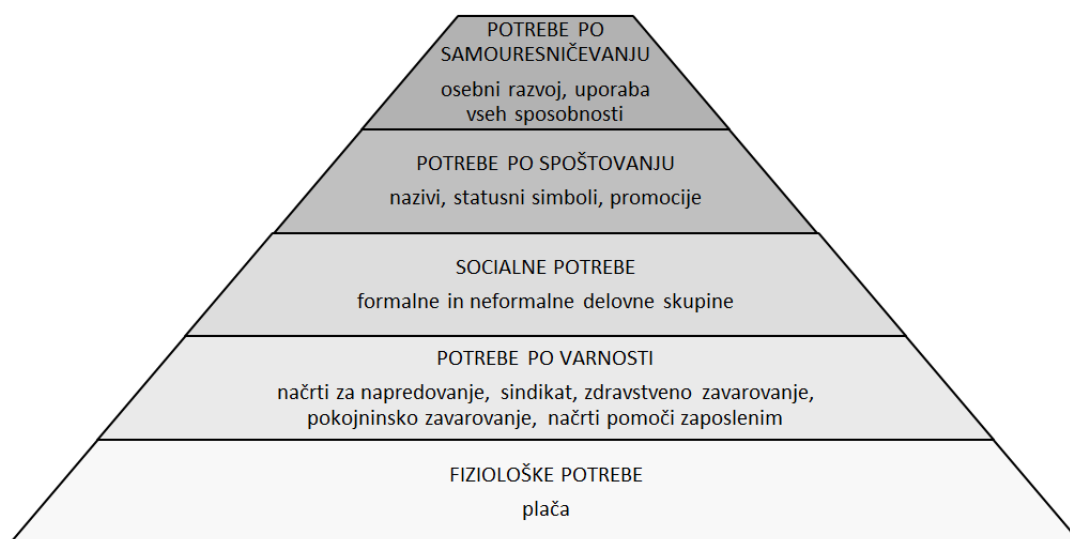 POTREBE PO
SAMOURESNIČEVANJU
osebni razvoj, uporaba
vseh sposobnosti
POTREBE PO SPOŠTOVANJU
nazivi, statusni simboli, promocije
SOCIALNE POTREBE
formalne in neformalne delovne skupine
POTREBE PO VARNOSTI
načrti za napredovanje, sindikat, zdravstveno zavarovanje,
pokojninsko zavarovanje, načrti pomoči zaposlenim
FIZIOLOŠKE POTREBE
plača